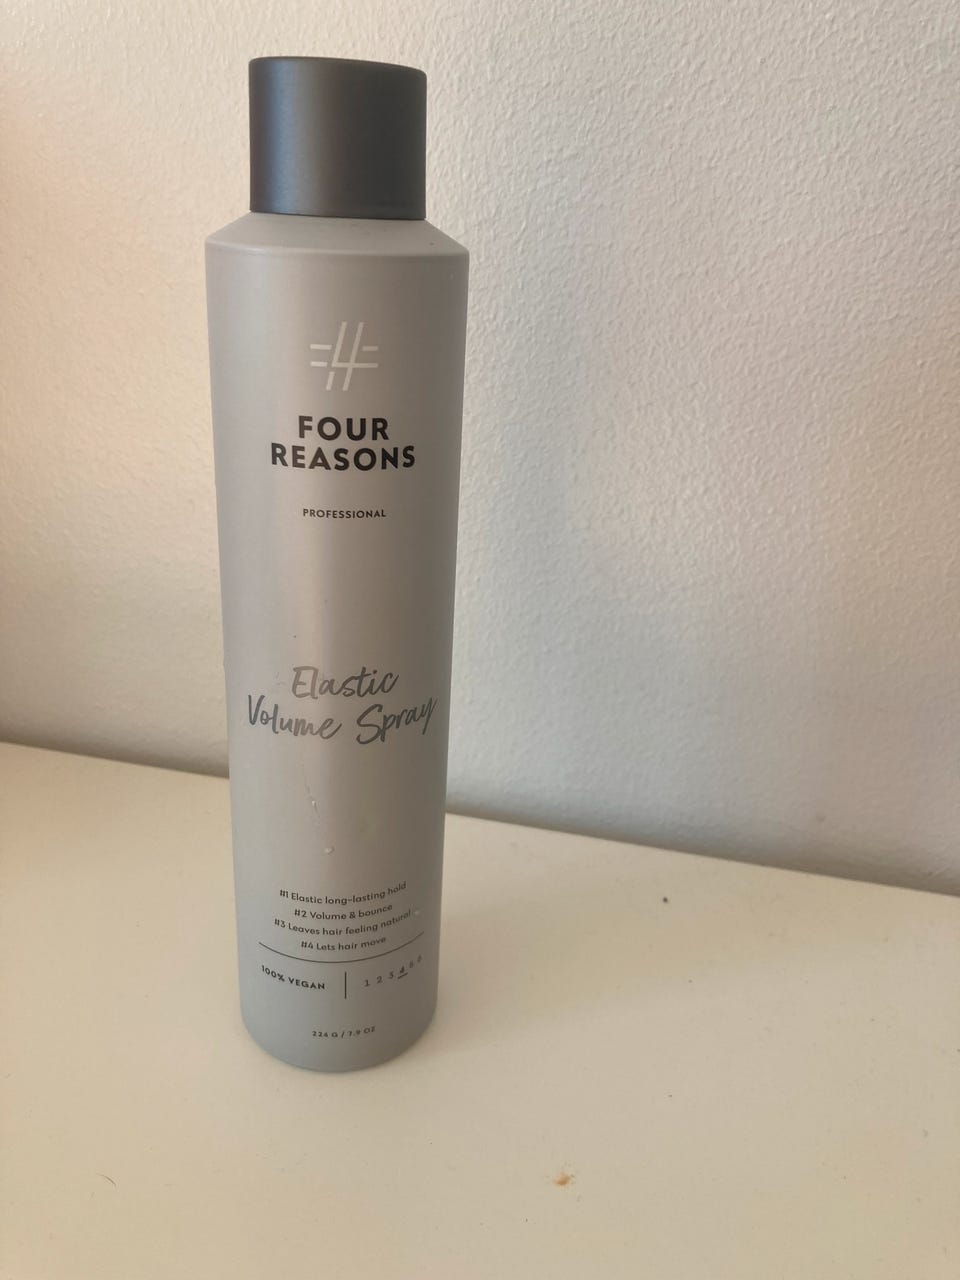 #4
FOUR
REASONS
PROFESSIONAL
Elastic
Volume Spray
#1 Elastic long-lasting hold
#2 Volume & bounce
#3 Leaves hair feeling natural
#4 Lets hair move
100% VEGAN | 1 2 3 4 5 6
224 G / 7.9 OZ